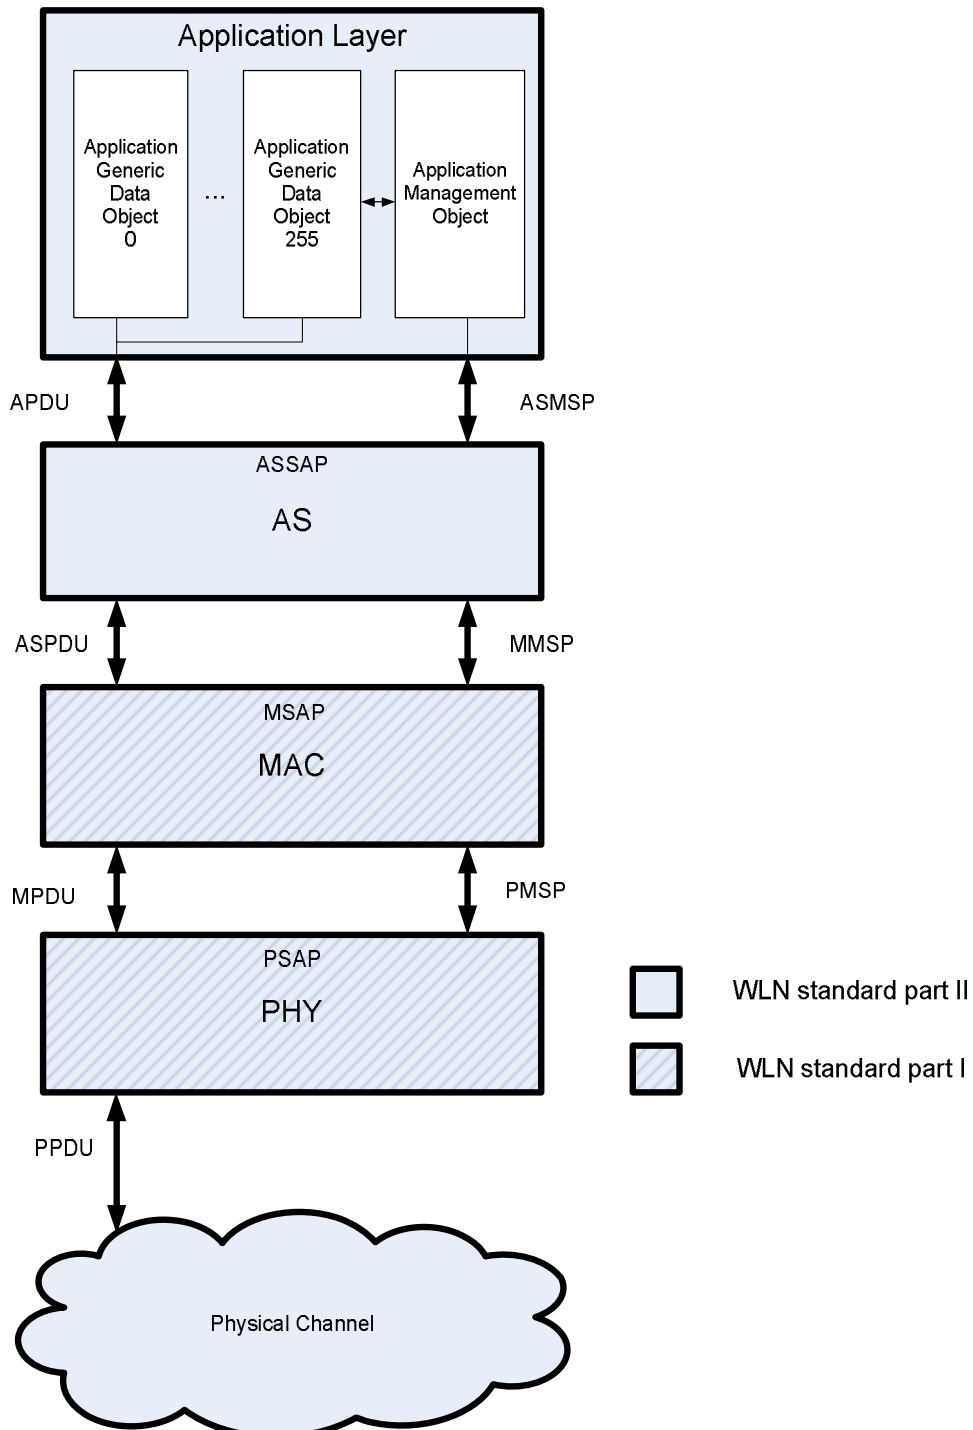 Application Layer
Application
Generic
Data
Object
0
...
Application
Generic
Data
Object
255
Application
Management
Object
APDU
ASMSP
ASSAP
AS
ASPDU
MMSP
MSAP
MAC
MPDU
PMSP
PSAP
PHY
WLN standard part II
WLN standard part I
PPDU
Physical Channel